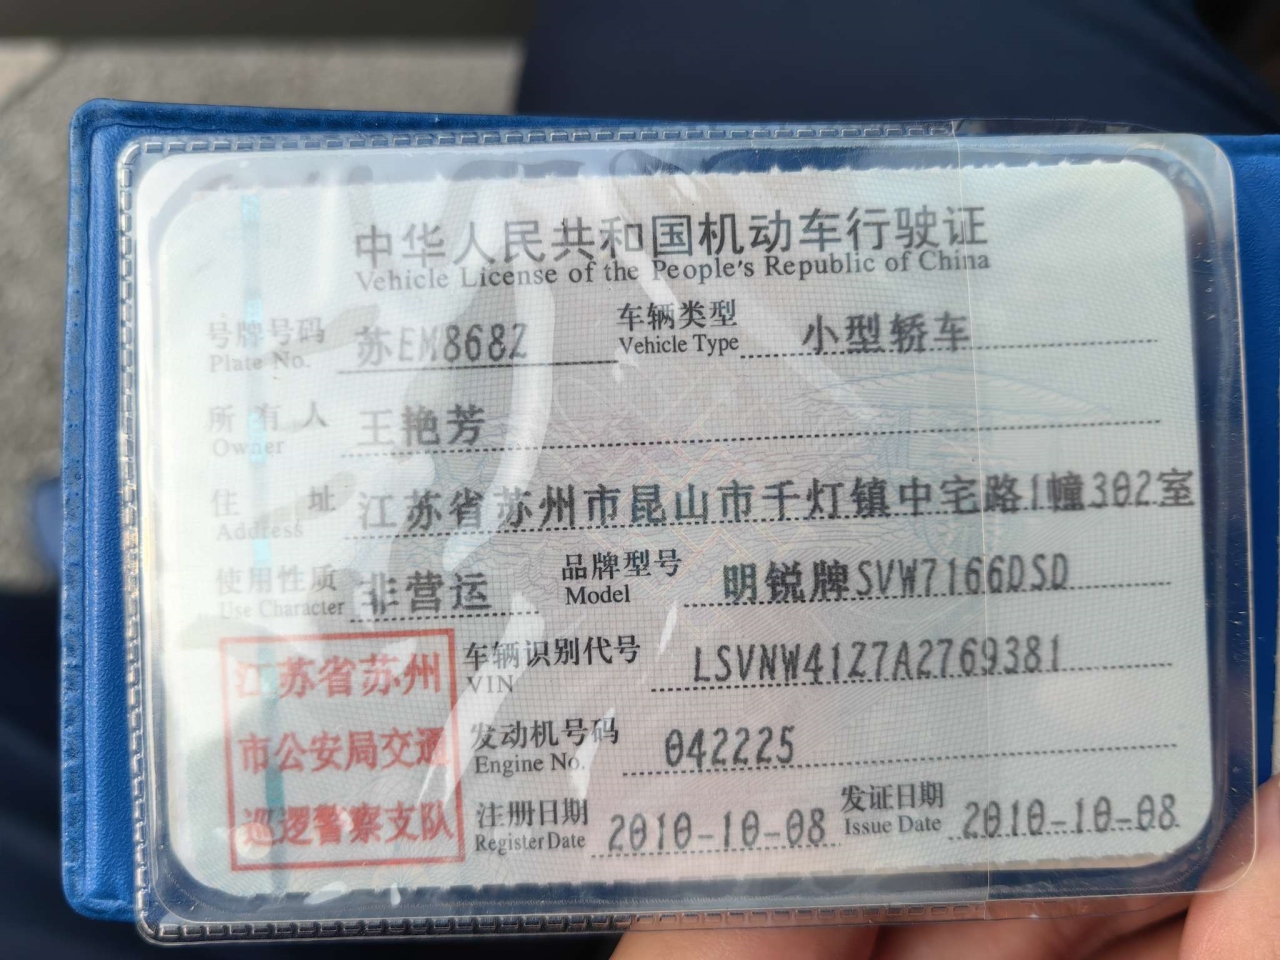 中华人民共和国机动车行驶证
Vehicle License of the People's Republic of China
号牌号码 苏EM868Z 车辆类型 小型轿车
Plate No. Vehicle Type
所有人 王艳芳
Owner
住址 江苏省苏州市昆山市千灯镇中宅路1幢302室
Address
使用性质 非营运 品牌型号 明锐牌SVW7166DSD
Use Character Model
江苏省苏州 车辆识别代号 LSVNW41Z7A2769381
VIN
市公安局交通 发动机号码 042225
Engine No.
巡逻警察支队 注册日期 2010-10-08 发证日期 2010-10-08
Register Date Issue Date